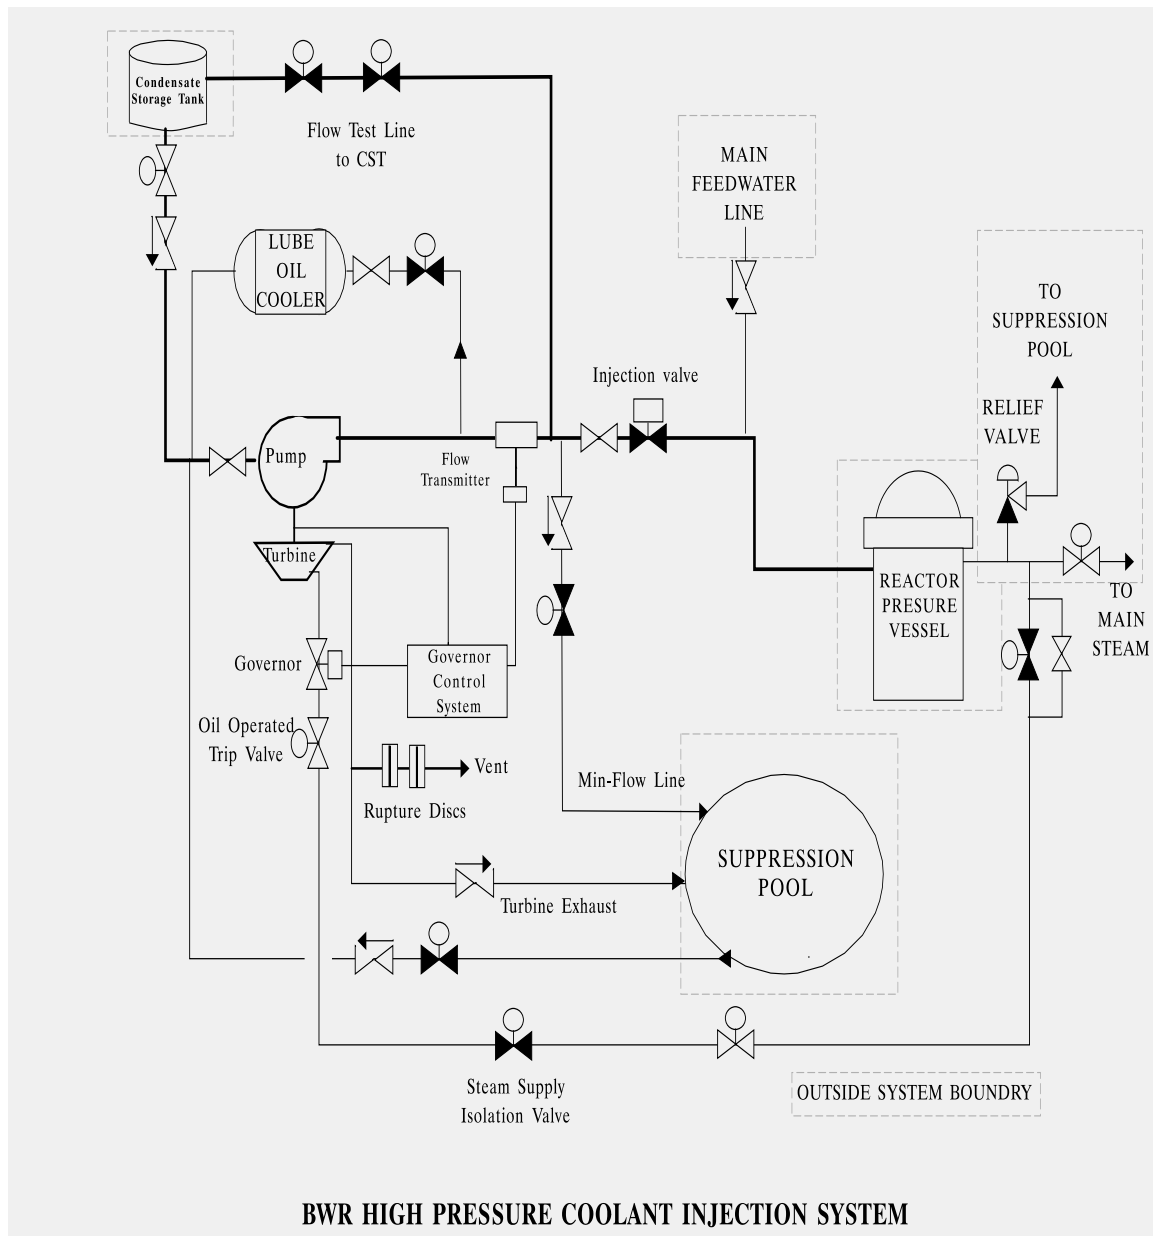 Condensate
Storage Tank
Flow Test Line
to CST
MAIN
FEEDWATER
LINE
LUBE
OIL
COOLER
TO
SUPPRESSION
POOL
Injection valve
RELIEF
VALVE
Pump
Flow
Transmitter
Turbine
REACTOR
PRESURE
VESSEL
TO
MAIN
STEAM
Governor
Governor
Control
System
Oil Operated
Trip Valve
Vent
Rupture Discs
Min-Flow Line
SUPPRESSION
POOL
Turbine Exhaust
Steam Supply
Isolation Valve
OUTSIDE SYSTEM BOUNDRY
BWR HIGH PRESSURE COOLANT INJECTION SYSTEM